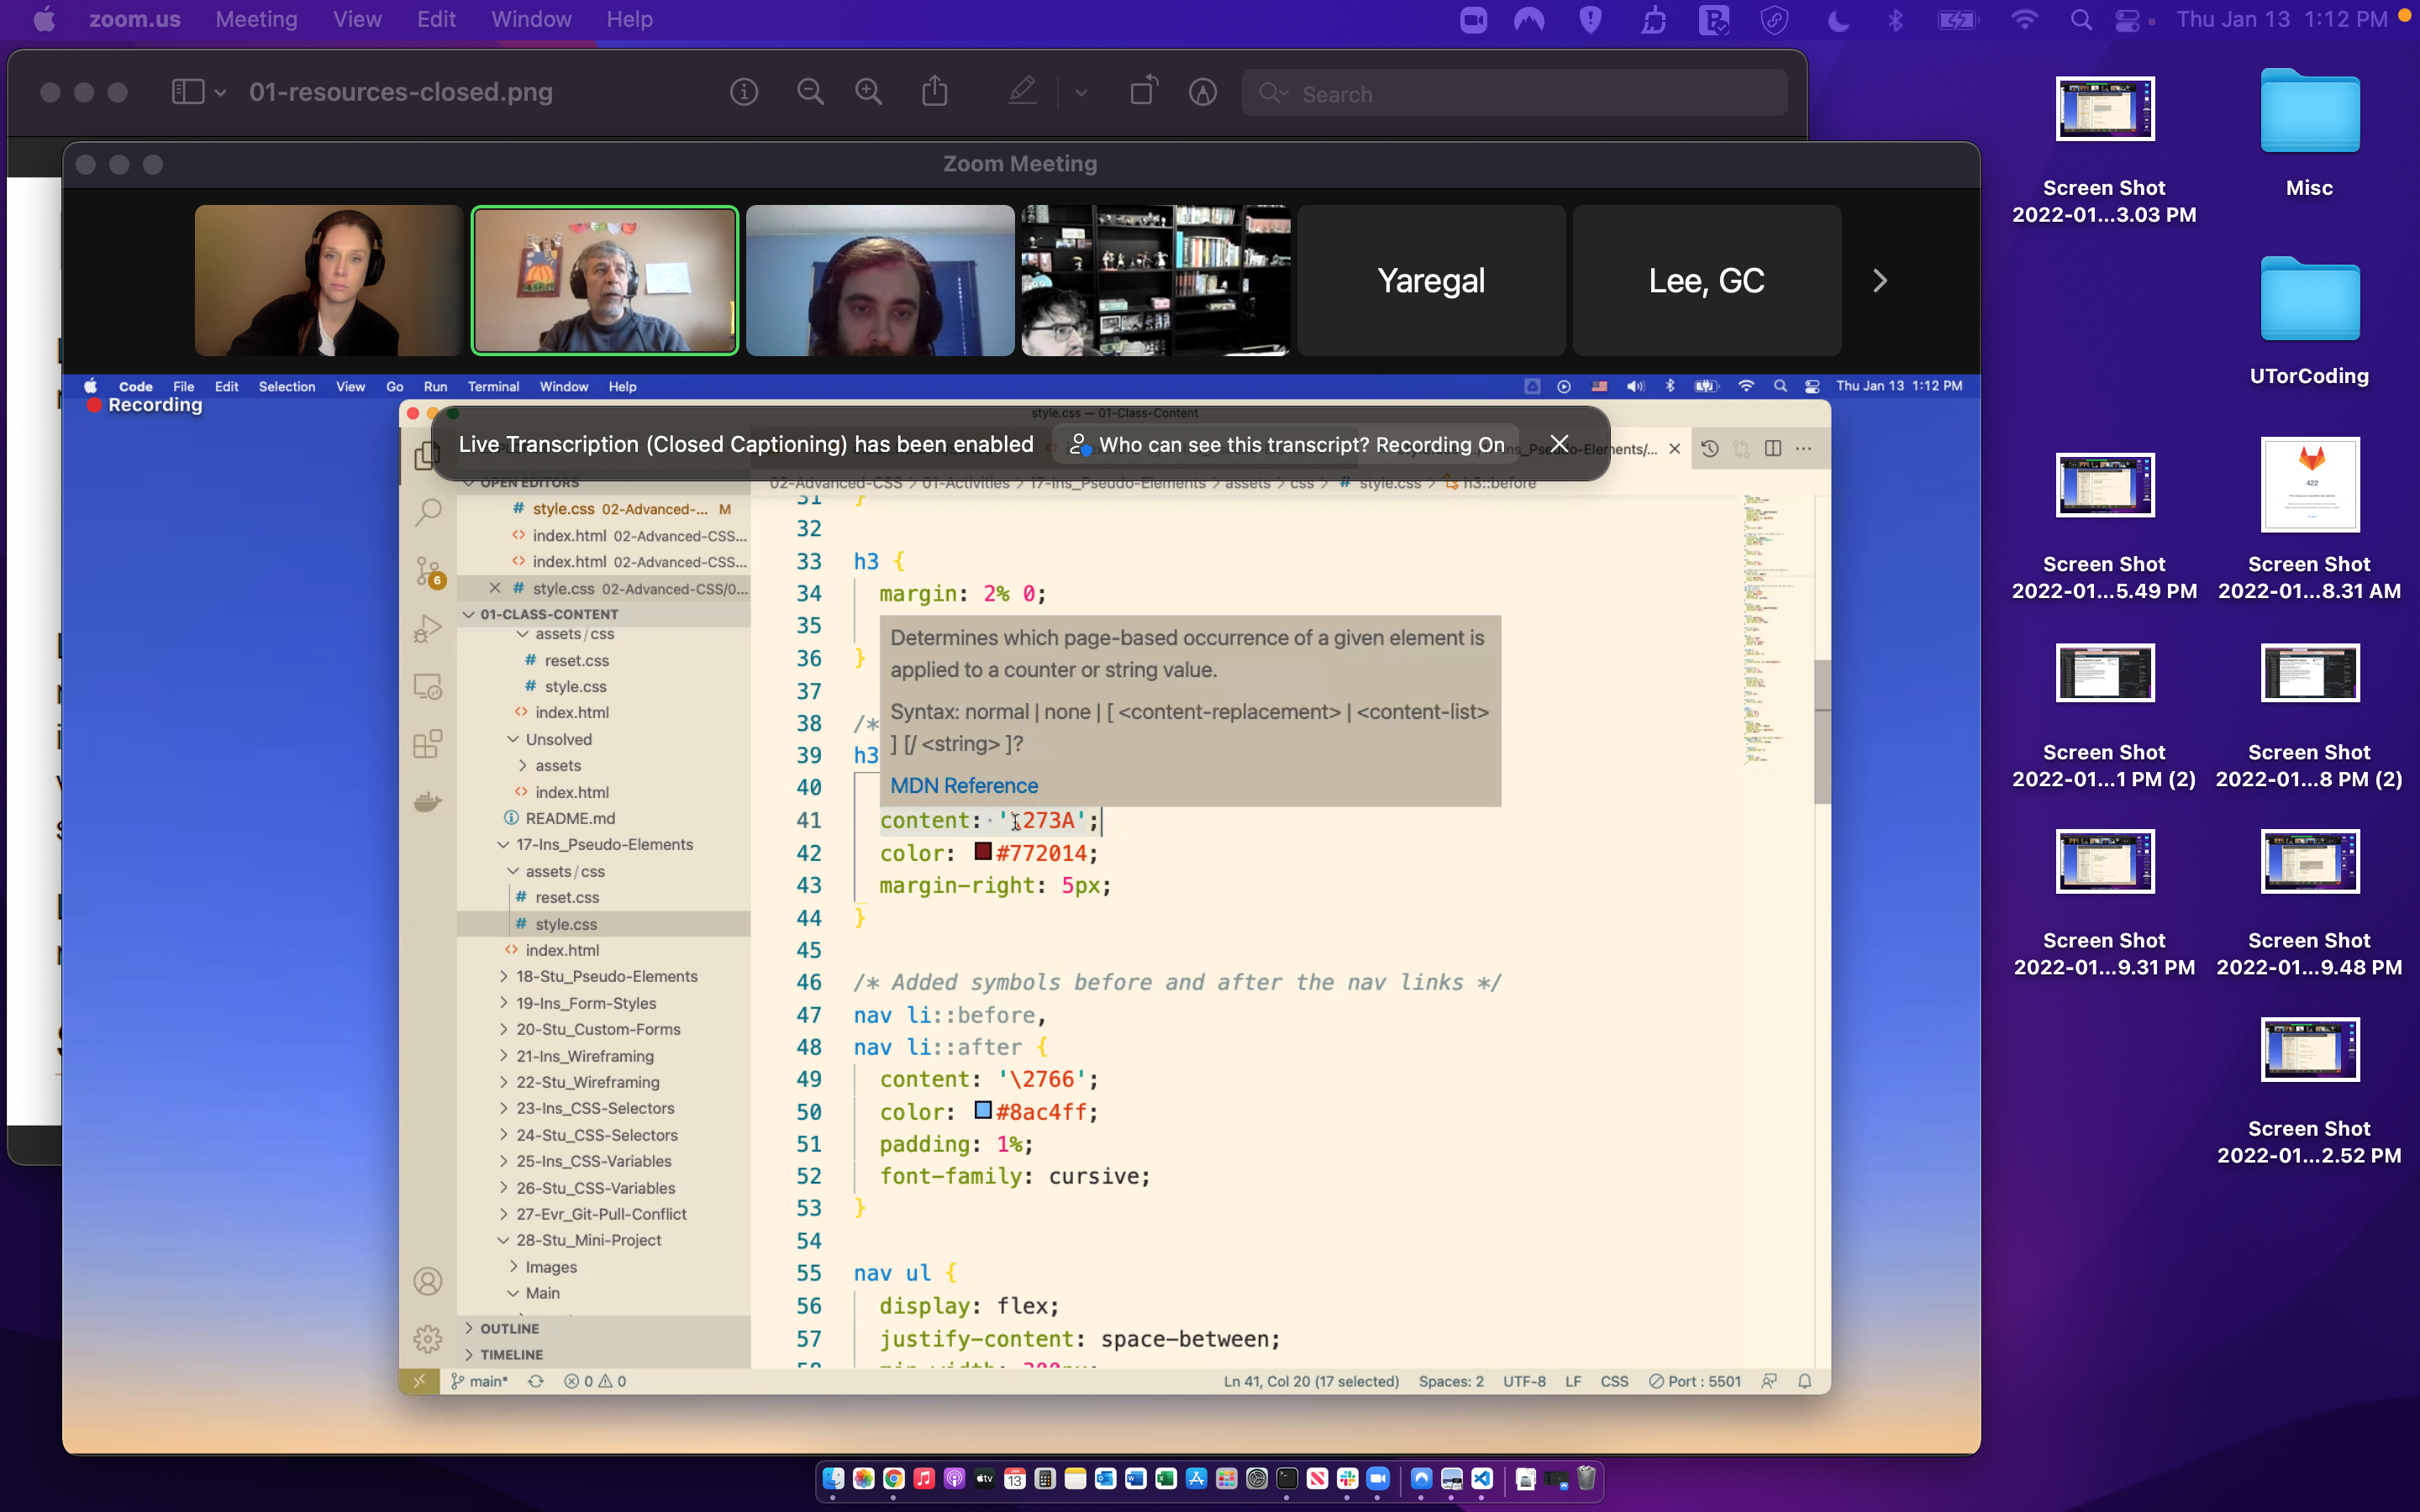 zoom.us Meeting View Edit Window Help
Thu Jan 13 1:12 PM
01-resources-closed.png
Search
Zoom Meeting
Yaregal
Lee, GC
Code File Edit Selection View Go Run Terminal Window Help
Thu Jan 13 1:12 PM
Recording
style.css — 01-Class-Content
Live Transcription (Closed Captioning) has been enabled
Who can see this transcript? Recording On
OPEN EDITORS
02-Advanced-CSS > 01-Activities > 17-Ins_Pseudo-Elements > assets > css > # style.css > h3::before
# style.css 02-Advanced-... M
<> index.html 02-Advanced-CSS...
<> index.html 02-Advanced-CSS...
# style.css 02-Advanced-CSS/0...
01-CLASS-CONTENT
assets / css
# reset.css
# style.css
<> index.html
Unsolved
assets
<> index.html
README.md
17-Ins_Pseudo-Elements
assets / css
# reset.css
# style.css
<> index.html
18-Stu_Pseudo-Elements
19-Ins_Form-Styles
20-Stu_Custom-Forms
21-Ins_Wireframing
22-Stu_Wireframing
23-Ins_CSS-Selectors
24-Stu_CSS-Selectors
25-Ins_CSS-Variables
26-Stu_CSS-Variables
27-Evr_Git-Pull-Conflict
28-Stu_Mini-Project
Images
Main
OUTLINE
TIMELINE
6
31 }
32
33 h3 {
34 margin: 2% 0;
35
36 }
37
38 /*
39 h3
40
41 content: '\273A';
42 color: #772014;
43 margin-right: 5px;
44 }
45
46 /* Added symbols before and after the nav links */
47 nav li::before,
48 nav li::after {
49 content: '\2766';
50 color: #8ac4ff;
51 padding: 1%;
52 font-family: cursive;
53 }
54
55 nav ul {
56 display: flex;
57 justify-content: space-between;
Determines which page-based occurrence of a given element is
applied to a counter or string value.
Syntax: normal | none | [ <content-replacement> | <content-list>
] [/ <string> ]?
MDN Reference
main* 0 0
Ln 41, Col 20 (17 selected) Spaces: 2 UTF-8 LF CSS Port : 5501
Screen Shot
2022-01...3.03 PM
Misc
UTorCoding
Screen Shot
2022-01...5.49 PM
422
Screen Shot
2022-01...8.31 AM
Screen Shot
2022-01...1 PM (2)
Screen Shot
2022-01...8 PM (2)
Screen Shot
2022-01...9.31 PM
Screen Shot
2022-01...9.48 PM
Screen Shot
2022-01...2.52 PM